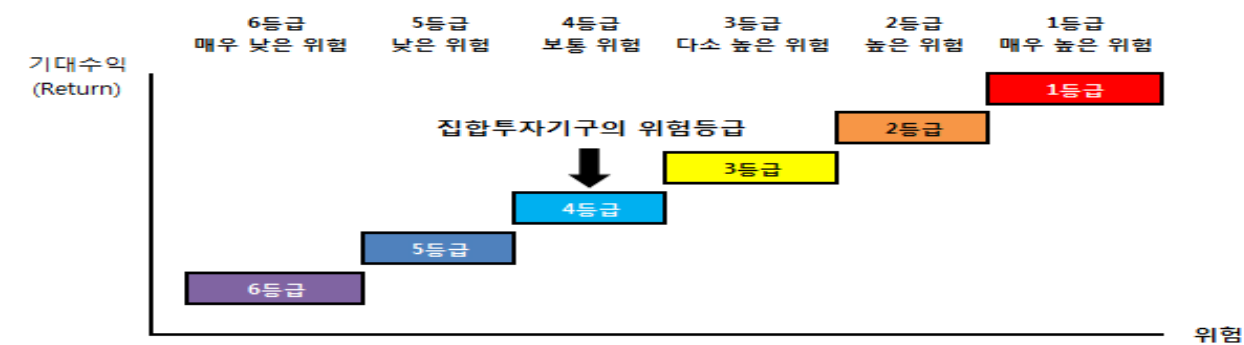 6등급 5등급 4등급 3등급 2등급 1등급
매우 낮은 위험 낮은 위험 보통 위험 다소 높은 위험 높은 위험 매우 높은 위험
기대수익
(Return)
1등급
집합투자기구의 위험등급
2등급
3등급
4등급
5등급
6등급
위험